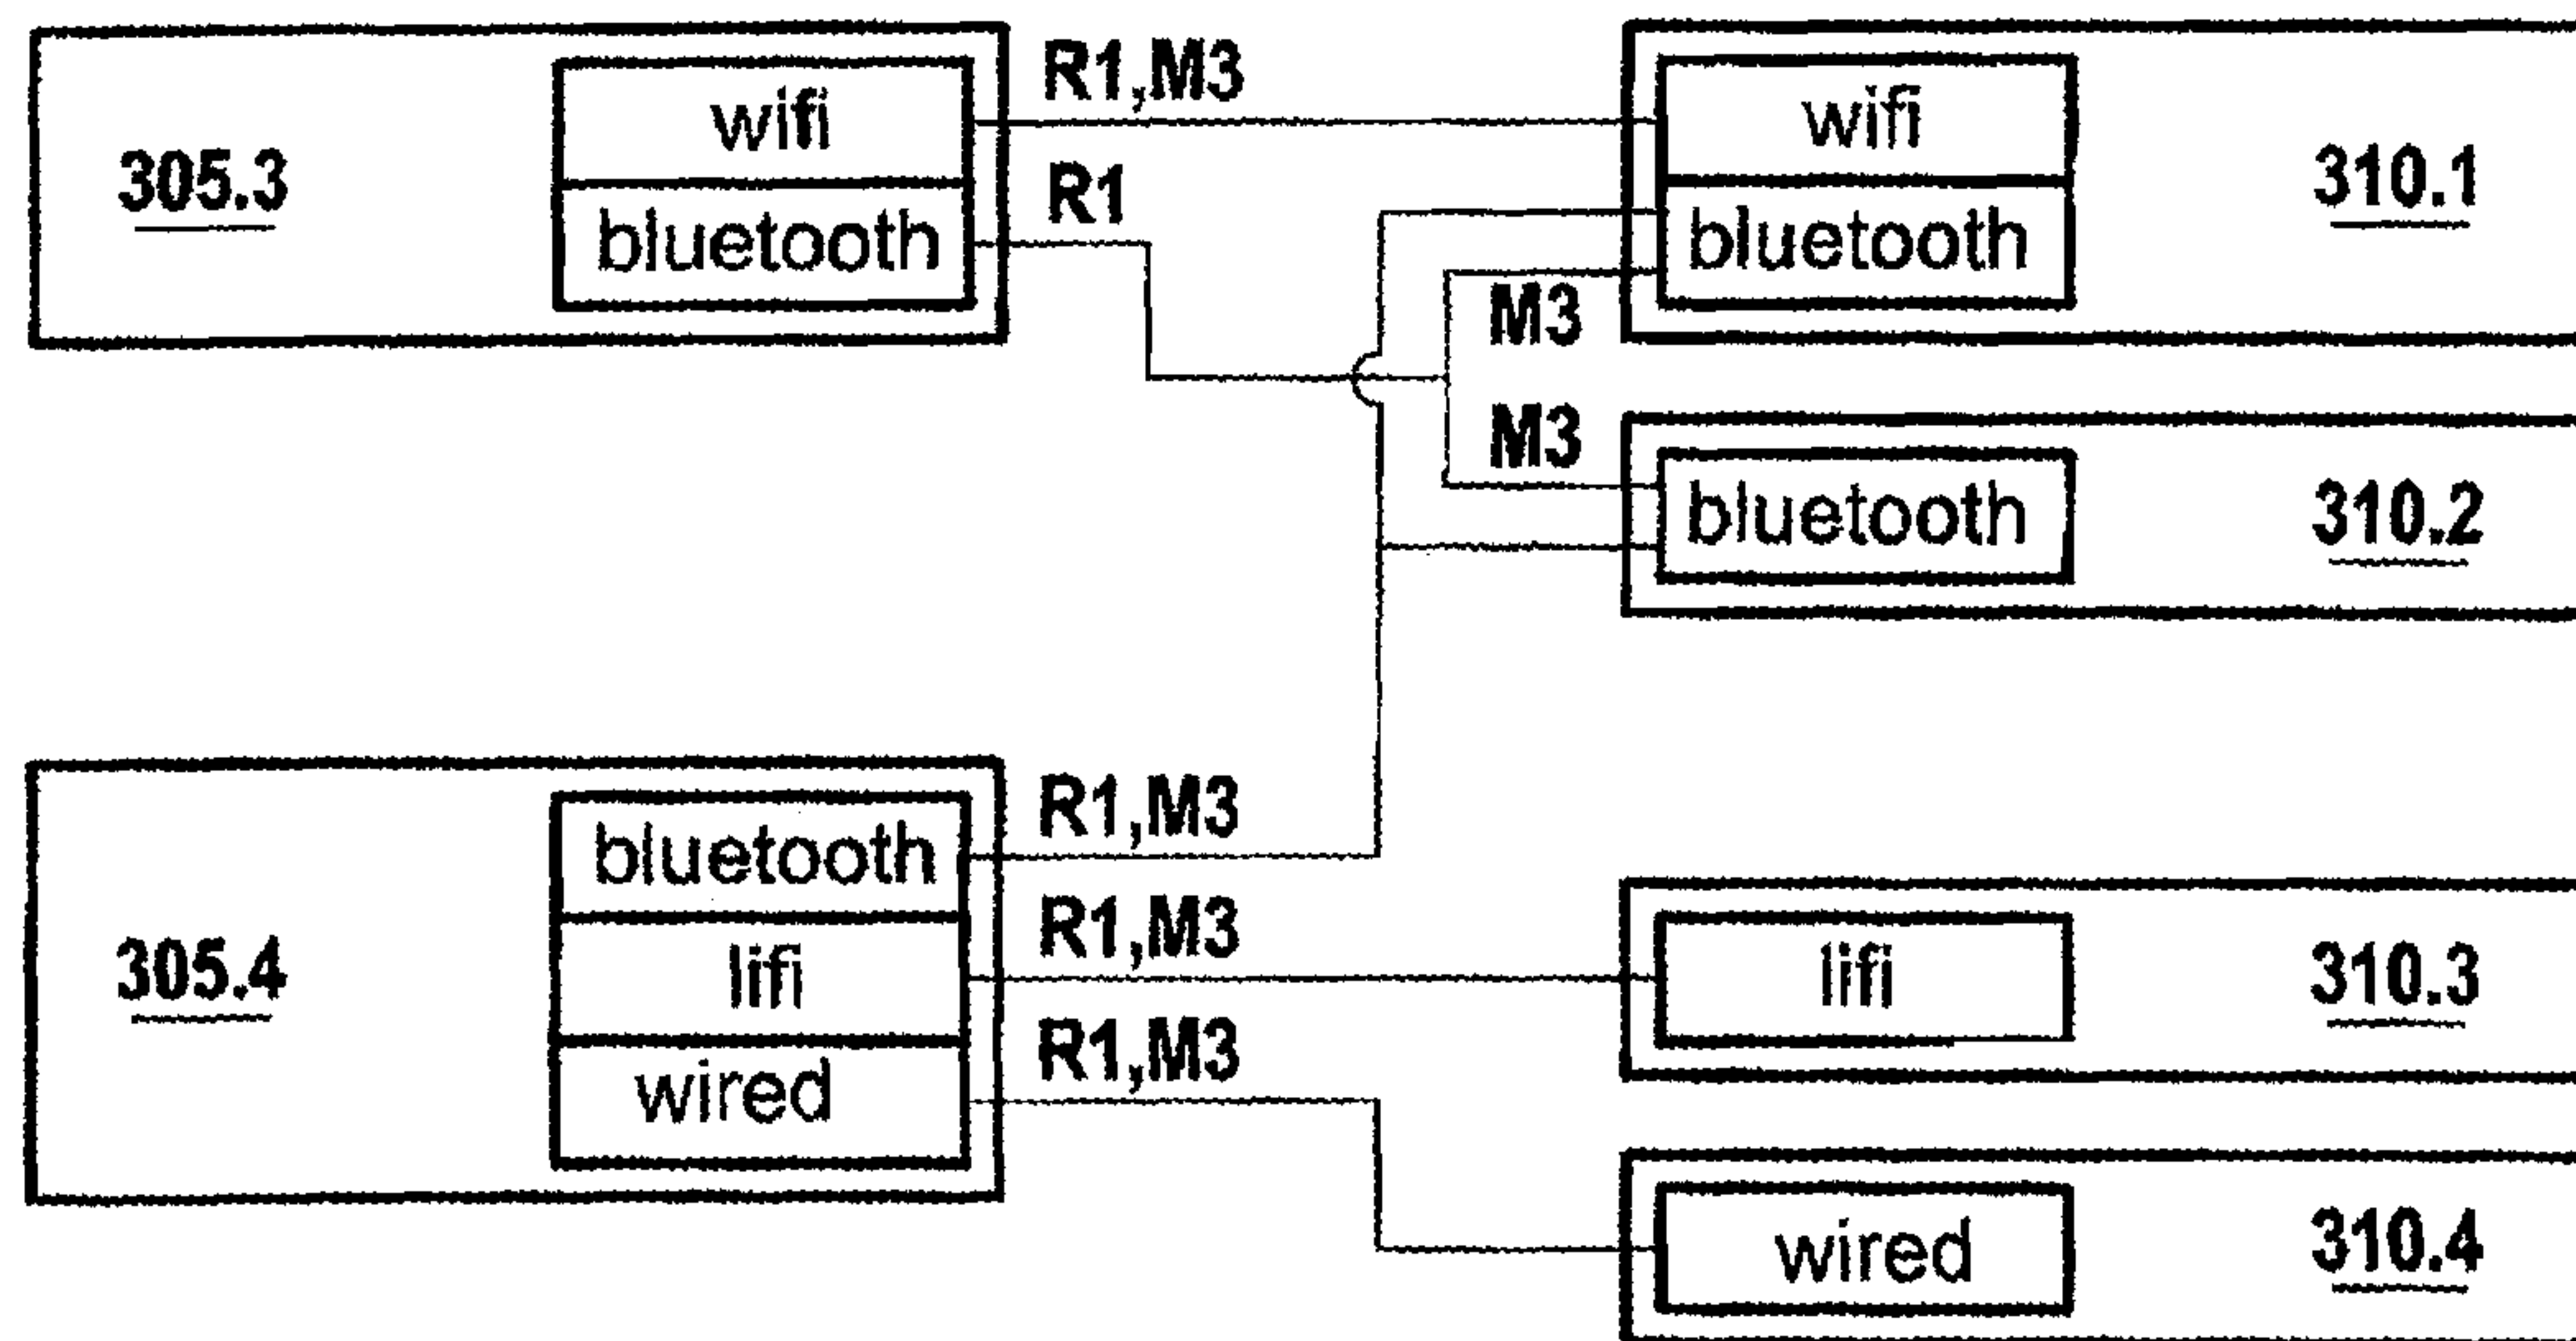 305.3
wifi
bluetooth
R1,M3
R1
wifi
bluetooth
310.1
M3
M3
bluetooth
310.2
305.4
bluetooth
lifi
wired
R1,M3
R1,M3
R1,M3
lifi
310.3
wired
310.4